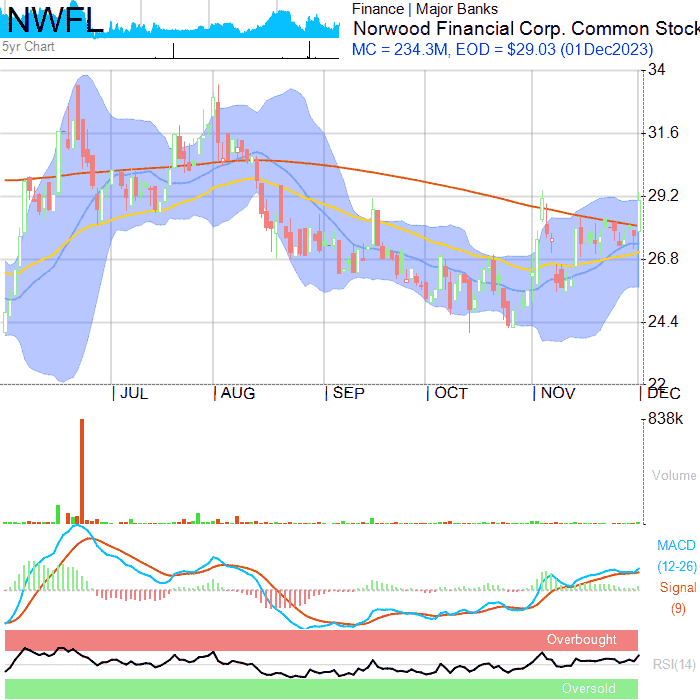 NWFL
5yr Chart
Finance | Major Banks
Norwood Financial Corp. Common Stock
MC = 234.3M, EOD = $29.03 (01Dec2023)
34
31.6
29.2
26.8
24.4
22
JUL
AUG
SEP
OCT
NOV
DEC
838k
Volume
MACD
(12-26)
Signal
(9)
Overbought
RSI(14)
Oversold